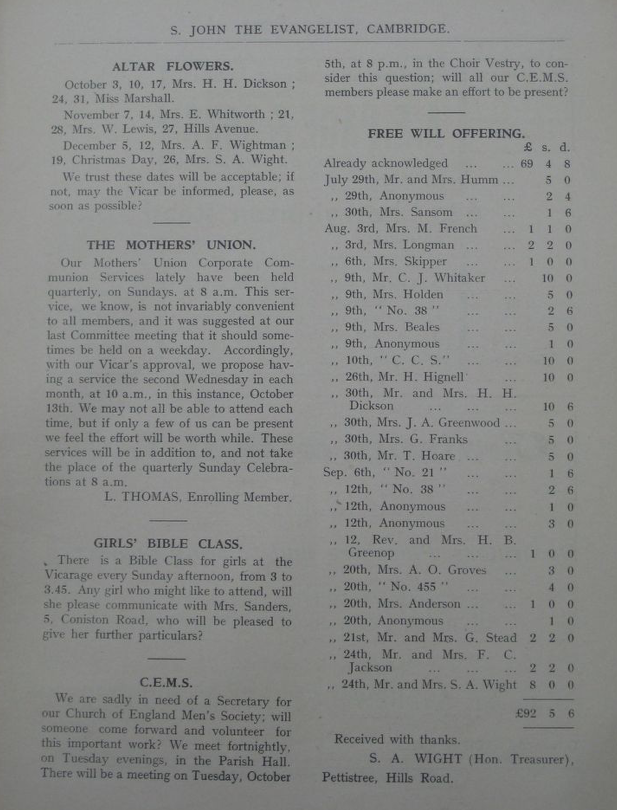 S. JOHN THE EVANGELIST, CAMBRIDGE.
ALTAR FLOWERS.
October 3, 10, 17, Mrs. H. H. Dickson ;
24, 31, Miss Marshall.
November 7, 14, Mrs. E. Whitworth ; 21,
28, Mrs. W. Lewis, 27, Hills Avenue.
December 5, 12, Mrs. A. F. Wightman ;
19, Christmas Day, 26, Mrs. S. A. Wight.
We trust these dates will be acceptable; if
not, may the Vicar be informed, please, as
soon as possible?
THE MOTHERS' UNION.
Our Mothers' Union Corporate Com-
munion Services lately have been held
quarterly, on Sundays, at 8 a.m. This ser-
vice, we know, is not invariably convenient
to all members, and it was suggested at our
last Committee meeting that it should some-
times be held on a weekday. Accordingly,
with our Vicar's approval, we propose hav-
ing a service the second Wednesday in each
month, at 10 a.m., in this instance, October
13th. We may not all be able to attend each
time, but if only a few of us can be present
we feel the effort will be worth while. These
services will be in addition to, and not take
the place of the quarterly Sunday Celebra-
tions at 8 a.m.
L. THOMAS, Enrolling Member.
GIRLS' BIBLE CLASS.
There is a Bible Class for girls at the
Vicarage every Sunday afternoon, from 3 to
3.45. Any girl who might like to attend, will
she please communicate with Mrs. Sanders,
5, Coniston Road, who will be pleased to
give her further particulars?
C.E.M.S.
We are sadly in need of a Secretary for
our Church of England Men's Society; will
someone come forward and volunteer for
this important work? We meet fortnightly,
on Tuesday evenings, in the Parish Hall.
There will be a meeting on Tuesday, October
5th, at 8 p.m., in the Choir Vestry, to con-
sider this question; will all our C.E.M.S.
members please make an effort to be present?
FREE WILL OFFERING.
£ s. d.
Already acknowledged ... ... 69 4 8
July 29th, Mr. and Mrs. Humm ... 5 0
,, 29th, Anonymous ... ... 2 4
,, 30th, Mrs. Sansom ... ... 1 6
Aug. 3rd, Mrs. M. French ... 1 1 0
,, 3rd, Mrs. Longman ... ... 2 2 0
,, 6th, Mrs. Skipper ... ... 1 0 0
,, 9th, Mr. C. J. Whitaker ... 10 0
,, 9th, Mrs. Holden ... ... 5 0
,, 9th, " No. 38 " ... ... 2 6
,, 9th, Mrs. Beales ... ... 5 0
,, 9th, Anonymous ... ... 1 0
,, 10th, " C. C. S." ... ... 10 0
,, 26th, Mr. H. Hignell ... 10 0
,, 30th, Mr. and Mrs. H. H.
Dickson ... ... ... 10 6
,, 30th, Mrs. J. A. Greenwood ... 5 0
,, 30th, Mrs. G. Franks ... 5 0
,, 30th, Mr. T. Hoare ... ... 5 0
Sep. 6th, " No. 21 " ... ... 1 6
,, 12th, " No. 38 " ... ... 2 6
,, 12th, Anonymous ... ... 1 0
,, 12th, Anonymous ... ... 3 0
,, 12, Rev. and Mrs. H. B.
Greenop ... ... ... 1 0 0
,, 20th, Mrs. A. O. Groves ... 3 0
,, 20th, " No. 455 " ... ... 4 0
,, 20th, Mrs. Anderson ... ... 1 0 0
,, 20th, Anonymous ... ... 1 0
,, 21st, Mr. and Mrs. G. Stead 2 2 0
,, 24th, Mr. and Mrs. F. C.
Jackson ... ... ... 2 2 0
,, 24th, Mr. and Mrs. S. A. Wight 8 0 0
£92 5 6
Received with thanks.
S. A. WIGHT (Hon. Treasurer),
Pettistree, Hills Road.